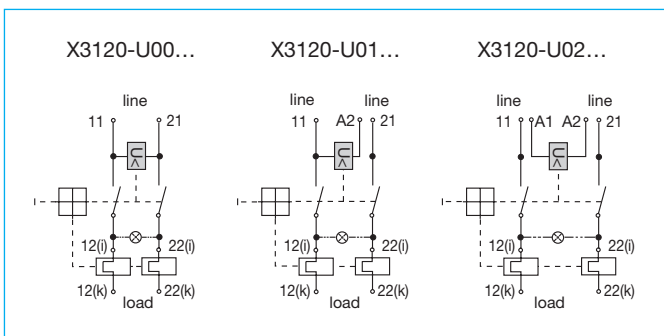 X3120-U00... X3120-U01... X3120-U02...
line line line line line
11 21 11 A2 21 11 A1 A2 21
U< U< U<
12(i) 22(i) 12(i) 22(i) 12(i) 22(i)
12(k) 22(k) 12(k) 22(k) 12(k) 22(k)
load load load